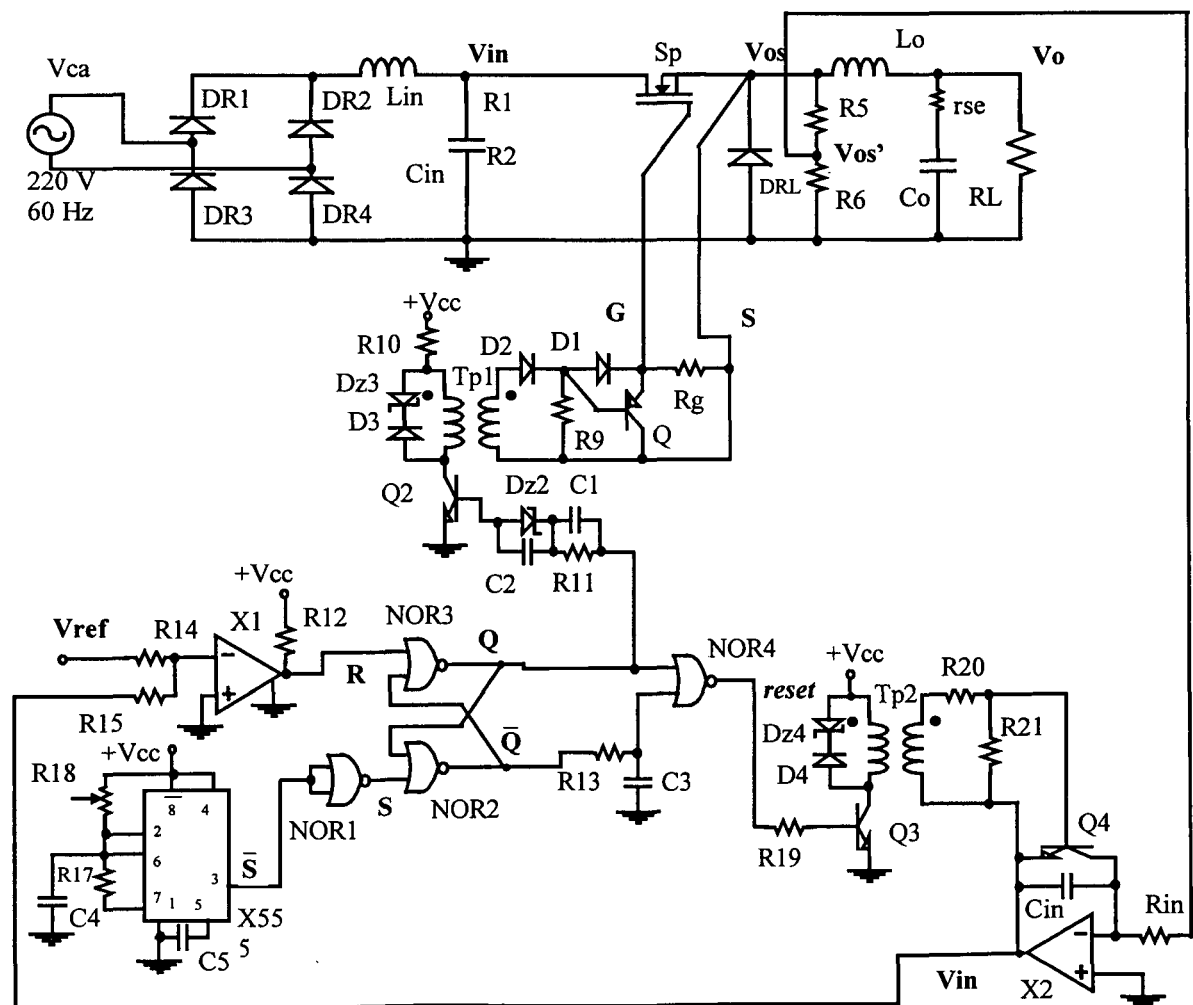 Vca
220 V
60 Hz
DR1
DR2
DR3
DR4
Lin
Vin
R1
R2
Cin
Sp
Vos
Lo
Vo
R5
Vos'
R6
DRL
rse
Co
RL
+Vcc
R10
Dz3
D3
Tp1
D2
D1
G
S
Rg
R9
Q
Q2
Dz2
C1
C2
R11
+Vcc
Vref
R14
X1
R12
R15
R
NOR3
Q
Q̅
NOR4
+Vcc
R18
8
4
2
6
R17
7
1
5
3
C4
C5
X55
5
S̅
NOR1
S
NOR2
R13
C3
reset
+Vcc
Dz4
D4
Tp2
R20
R21
R19
Q3
Q4
Cin
Rin
X2
Vin